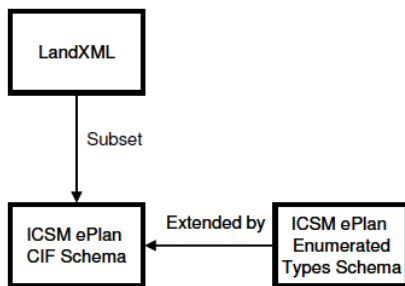 LandXML
Subset
ICSM ePlan
CIF Schema
Extended by
ICSM ePlan
Enumerated
Types Schema